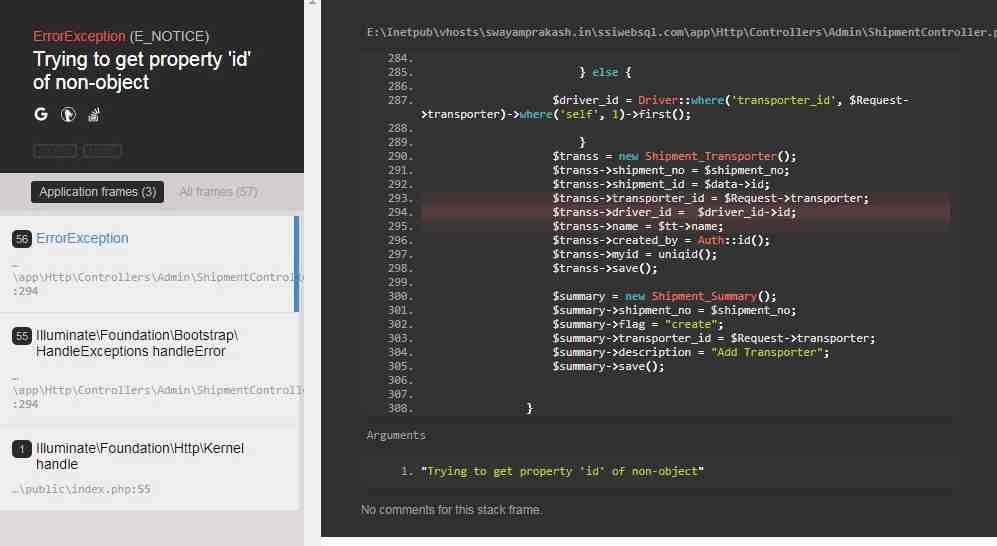 ErrorException (E_NOTICE)
Trying to get property 'id'
of non-object
Application frames (3) All frames (57)
56 ErrorException
…
\app\Http\Controllers\Admin\ShipmentControll
:294
55 Illuminate\Foundation\Bootstrap\
HandleExceptions handleError
…
\app\Http\Controllers\Admin\ShipmentControlle
:294
1 Illuminate\Foundation\Http\Kernel
handle
…\public\index.php:55
E:\Inetpub\vhosts\swayamprakash.in\ssiwebsql.com\app\Http\Controllers\Admin\ShipmentController.p
284.
285. } else {
286.
287. $driver_id = Driver::where('transporter_id', $Request-
>transporter)->where('self', 1)->first();
288.
289. }
290. $transs = new Shipment_Transporter();
291. $transs->shipment_no = $shipment_no;
292. $transs->shipment_id = $data->id;
293. $transs->transporter_id = $Request->transporter;
294. $transs->driver_id =  $driver_id->id;
295. $transs->name = $tt->name;
296. $transs->created_by = Auth::id();
297. $transs->myid = uniqid();
298. $transs->save();
299.
300. $summary = new Shipment_Summary();
301. $summary->shipment_no = $shipment_no;
302. $summary->flag = "create";
303. $summary->transporter_id = $Request->transporter;
304. $summary->description = "Add Transporter";
305. $summary->save();
306.
307.
308. }
Arguments
1. "Trying to get property 'id' of non-object"
No comments for this stack frame.